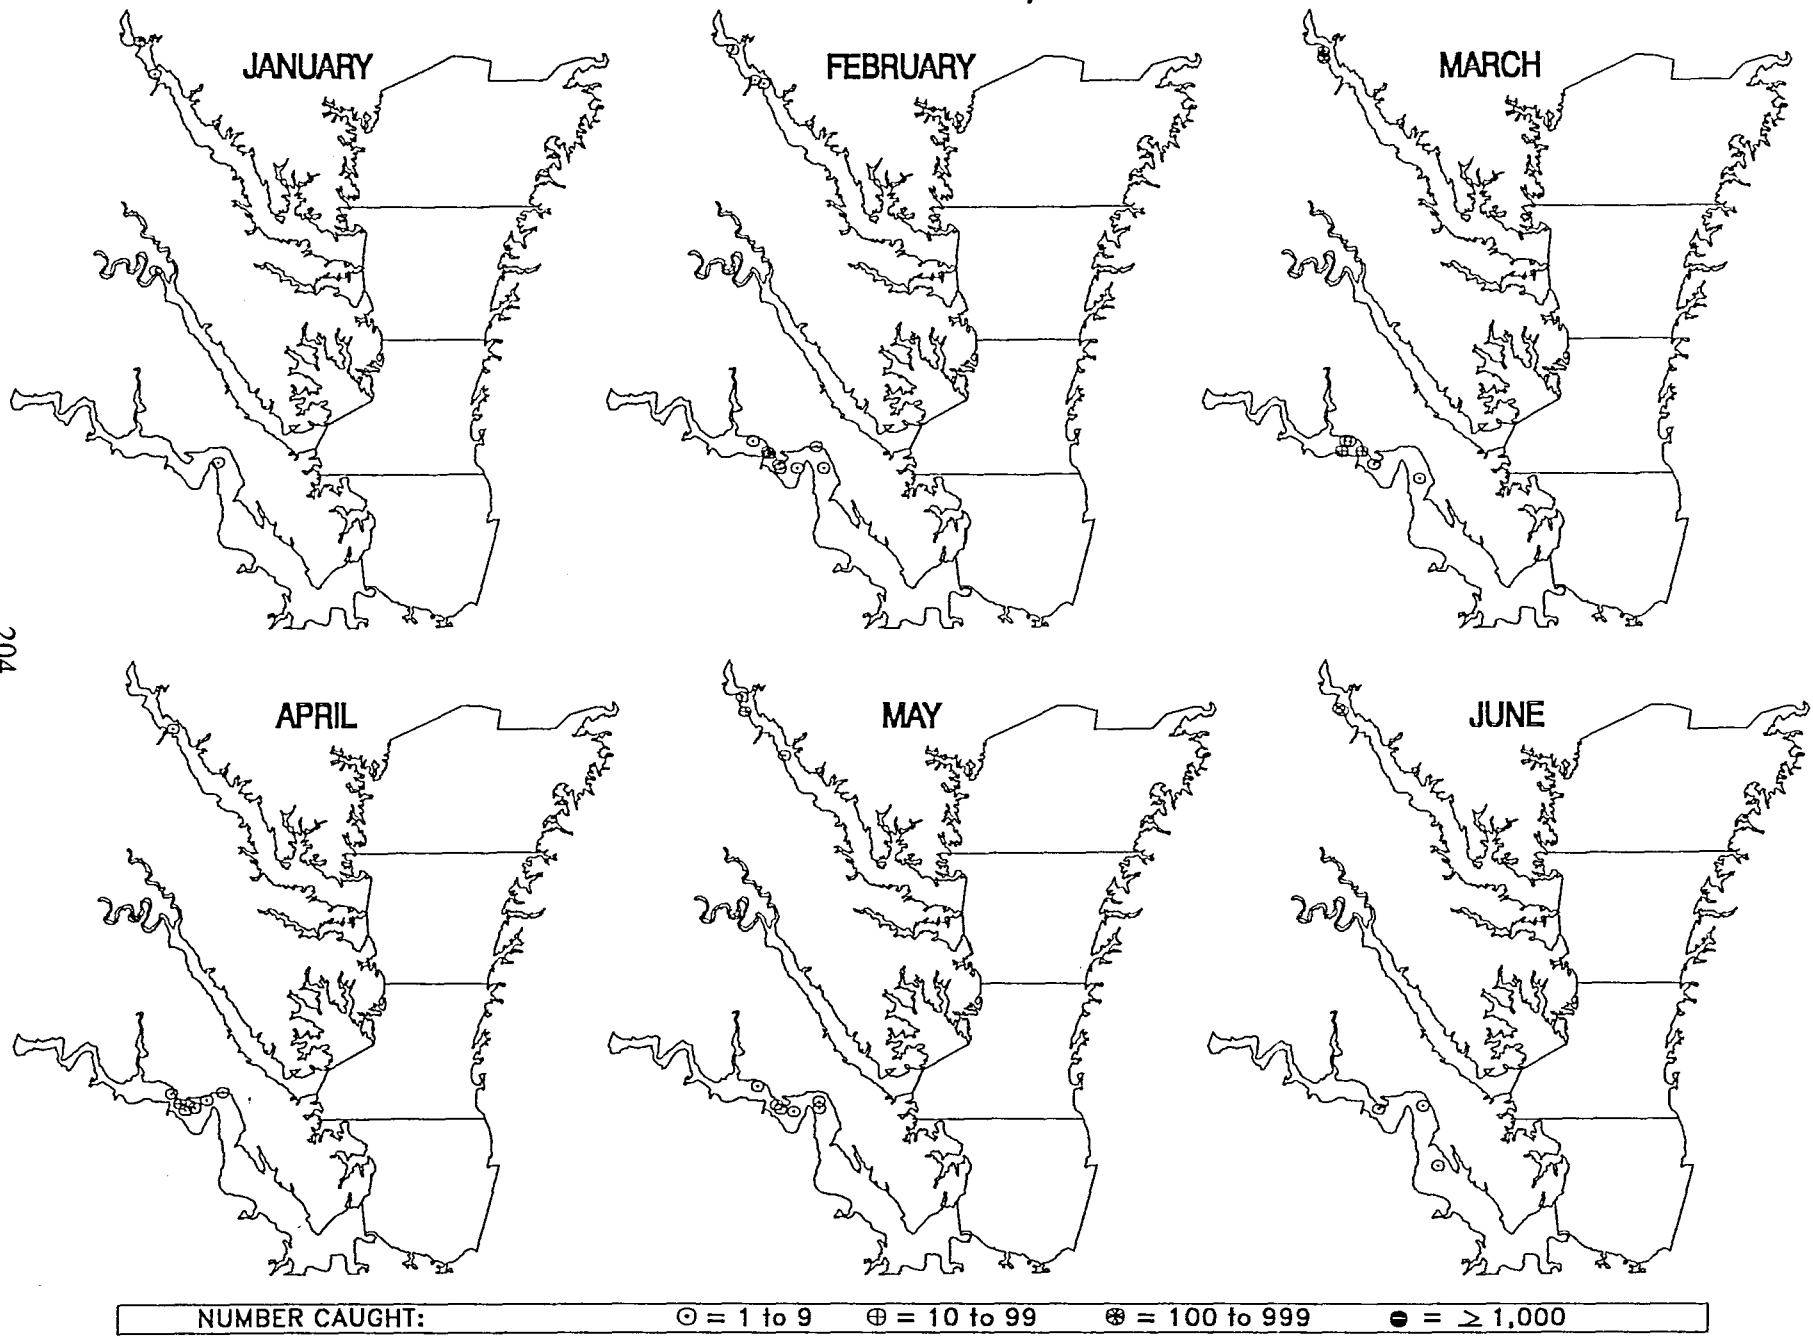 JANUARY
FEBRUARY
MARCH
204
APRIL
MAY
JUNE
NUMBER CAUGHT: ⊙ = 1 to 9 ⊕ = 10 to 99 ⊛ = 100 to 999 ⊖ = ≥ 1,000